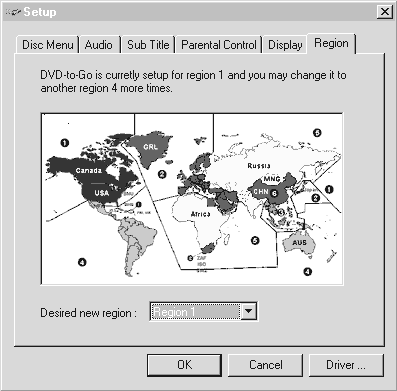 Setup
Disc Menu Audio Sub Title Parental Control Display Region
DVD-to-Go is curretly setup for region 1 and you may change it to
another region 4 more times.
1
GRL
5
Russia
Canada
2
MNG
USA
CHN 6
1
2
1
Africa
3
4
5
AUS
ZAF
4
4
Desired new region : Region 1
OK Cancel Driver ...